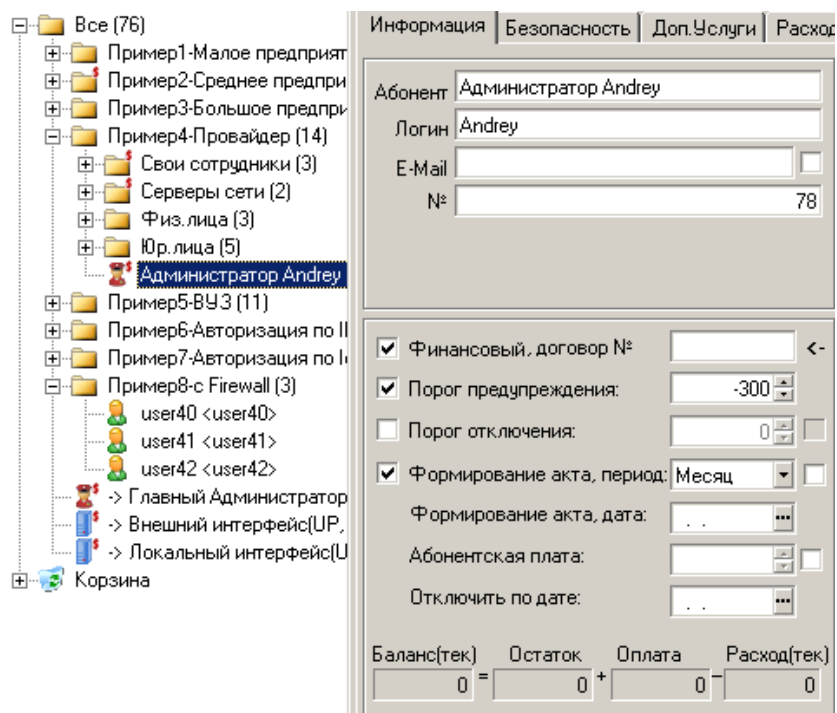 Все (76)
Пример1-Малое предприят
Пример2-Среднее предпри
Пример3-Большое предпри
Пример4-Провайдер (14)
Свои сотрудники (3)
Серверы сети (2)
Физ.лица (3)
Юр.лица (5)
Администратор Andrey
Пример5-ВУЗ (11)
Пример6-Авторизация по
Пример7-Авторизация по
Пример8-с Firewall (3)
user40 <user40>
user41 <user41>
user42 <user42>
-> Главный Администратор
-> Внешний интерфейс(UP,
-> Локальный интерфейс(U
Корзина
Информация Безопасность Доп.Услуги Расход
Абонент Администратор Andrey
Логин Andrey
E-Mail
№ 78
Финансовый, договор № <-
Порог предупреждения: -300
Порог отключения: 0
Формирование акта, период: Месяц
Формирование акта, дата: . . ...
Абонентская плата:
Отключить по дате: . . ...
Баланс(тек) Остаток Оплата Расход(тек)
0 = 0 + 0 - 0